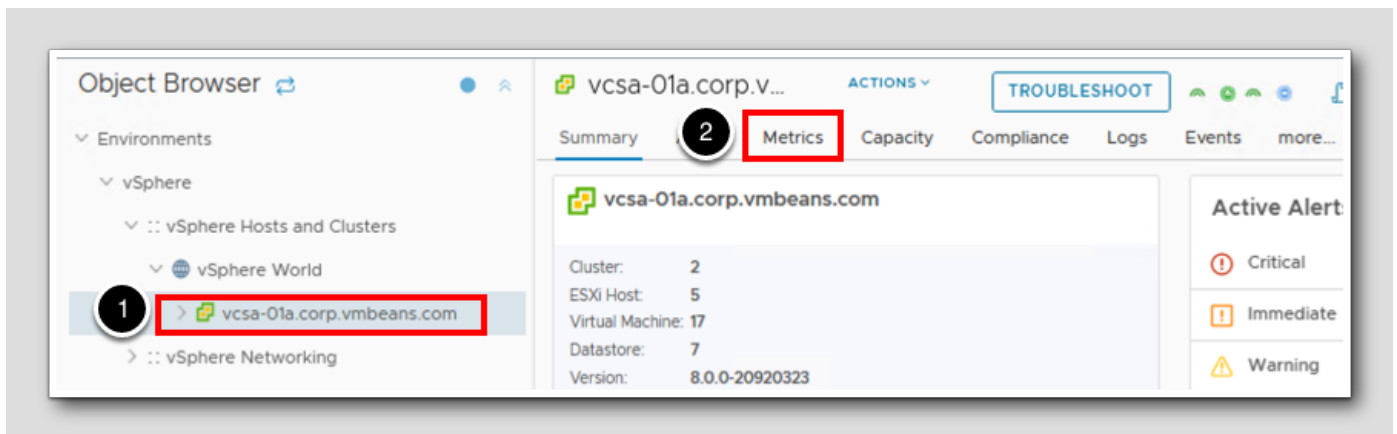 Object Browser
Environments
vSphere
:: vSphere Hosts and Clusters
vSphere World
1
vcsa-01a.corp.vmbeans.com
:: vSphere Networking
vcsa-01a.corp.v... ACTIONS TROUBLESHOOT
Summary 2 Metrics Capacity Compliance Logs Events more...
vcsa-01a.corp.vmbeans.com
Cluster: 2
ESXi Host: 5
Virtual Machine: 17
Datastore: 7
Version: 8.0.0-20920323
Active Alert
Critical
Immediate
Warning